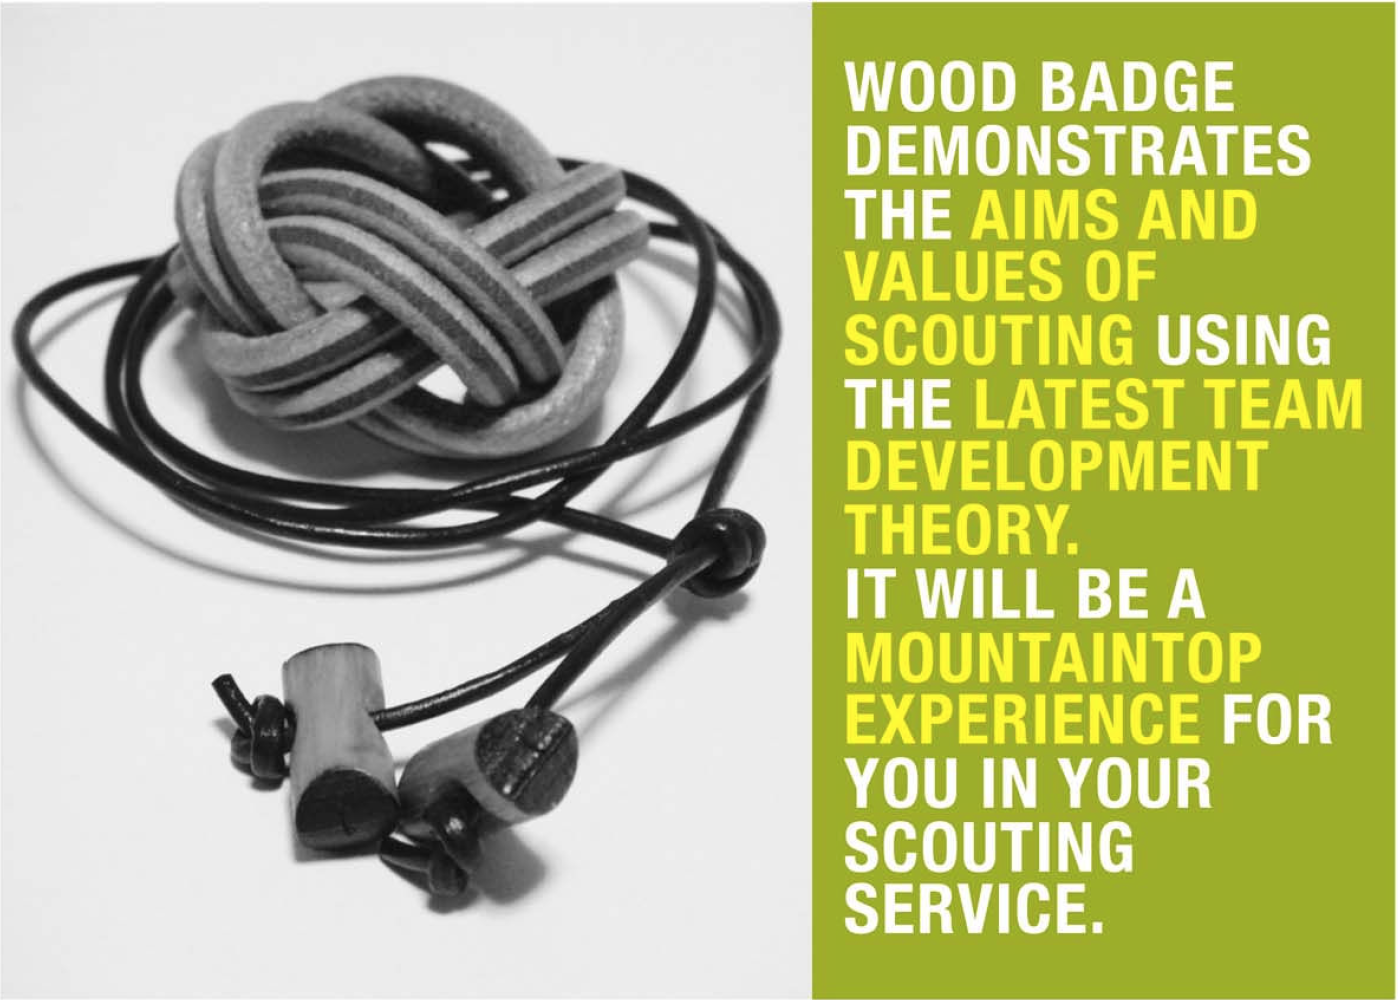 WOOD BADGE
DEMONSTRATES
THE AIMS AND
VALUES OF
SCOUTING USING
THE LATEST TEAM
DEVELOPMENT
THEORY.
IT WILL BE A
MOUNTAINTOP
EXPERIENCE FOR
YOU IN YOUR
SCOUTING
SERVICE.